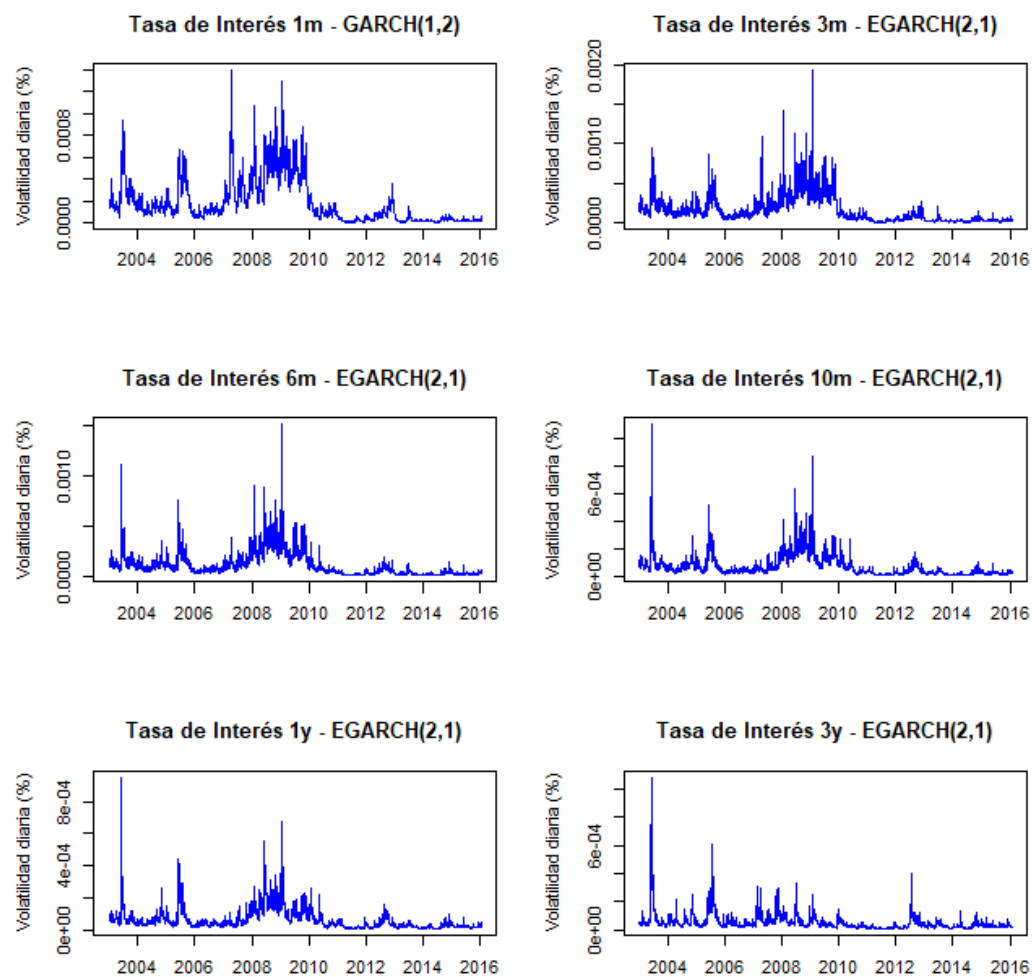 Tasa de Interés 1m - GARCH(1,2)
Volatilidad diaria (%)
0.0008
0.0000
2004 2006 2008 2010 2012 2014 2016
Tasa de Interés 3m - EGARCH(2,1)
Volatilidad diaria (%)
0.0020
0.0010
0.0000
2004 2006 2008 2010 2012 2014 2016
Tasa de Interés 6m - EGARCH(2,1)
Volatilidad diaria (%)
0.0010
0.0000
2004 2006 2008 2010 2012 2014 2016
Tasa de Interés 10m - EGARCH(2,1)
Volatilidad diaria (%)
6e-04
0e+00
2004 2006 2008 2010 2012 2014 2016
Tasa de Interés 1y - EGARCH(2,1)
Volatilidad diaria (%)
8e-04
4e-04
0e+00
2004 2006 2008 2010 2012 2014 2016
Tasa de Interés 3y - EGARCH(2,1)
Volatilidad diaria (%)
6e-04
0e+00
2004 2006 2008 2010 2012 2014 2016